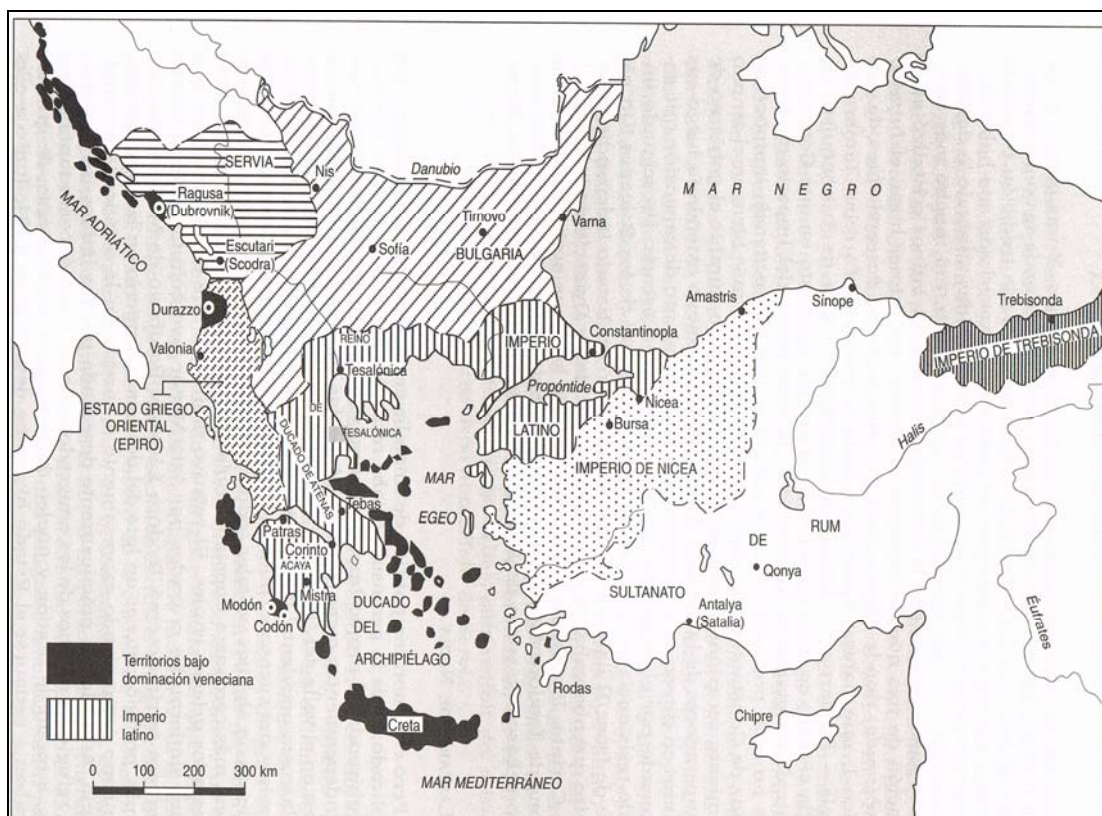 SERVIA
Nis
Danubio
MAR NEGRO
Ragusa
(Dubrovnik)
MAR ADRIÁTICO
Tirnovo
BULGARIA
Varna
Sofía
Escutari
(Scodra)
Durazzo
Valonia
Amastris
Sínope
Trebisonda
IMPERIO DE TREBISONDA
REINO
DE
TESALÓNICA
Tesalónica
IMPERIO
LATINO
Constantinopla
Propóntide
Nicea
Bursa
ESTADO GRIEGO
ORIENTAL
(EPIRO)
DUCADO DE ATENAS
MAR
EGEO
IMPERIO DE NICEA
Halis
Tebas
Patras
Corinto
ACAYA
Mistra
Modón
Codón
SULTANATO
DE
RUM
Qonya
Antalya
(Satalia)
Éufrates
DUCADO
DEL
ARCHIPIÉLAGO
Rodas
Chipre
Creta
MAR MEDITERRÁNEO
Territorios bajo
dominación veneciana
Imperio
latino
0 100 200 300 km